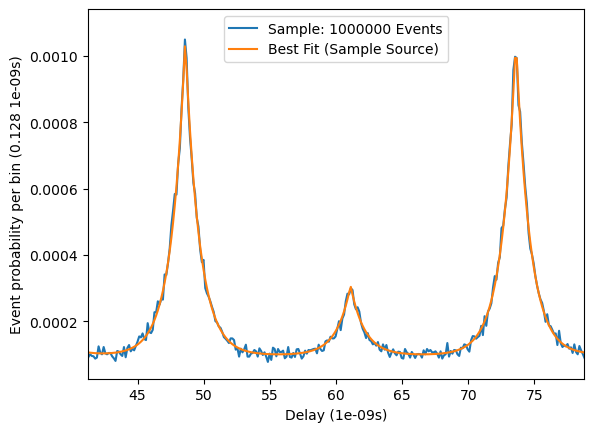 Sample: 1000000 Events
Best Fit (Sample Source)
Event probability per bin (0.128 1e-09s)
0.0010
0.0008
0.0006
0.0004
0.0002
45 50 55 60 65 70 75
Delay (1e-09s)